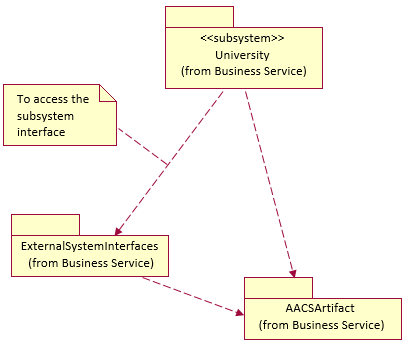 <<subsystem>>
University
(from Business Service)
To access the
subsystem
interface
ExternalSystemInterfaces
(from Business Service)
AACSArtifact
(from Business Service)